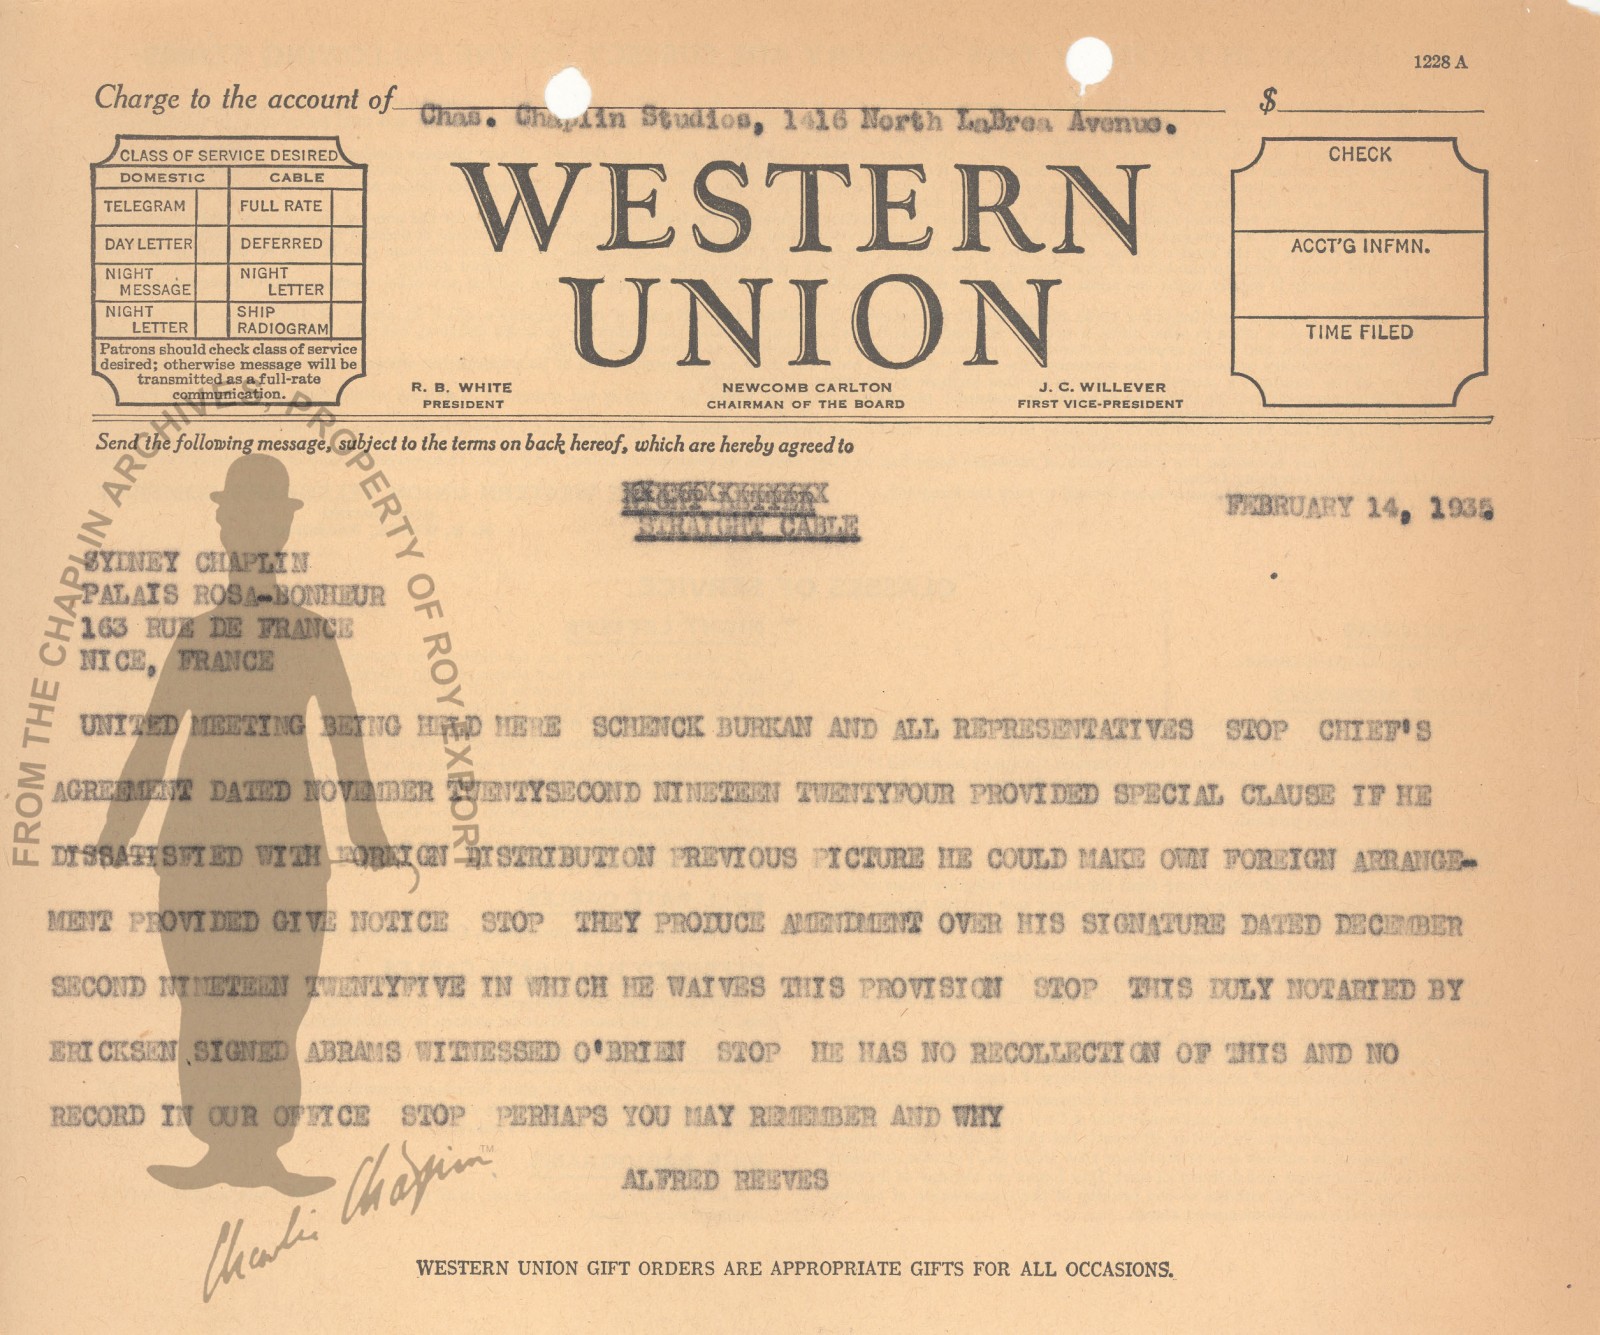 1228 A
Charge to the account of $
Chas. Chaplin Studios, 1416 North LaBrea Avenue.
CLASS OF SERVICE DESIRED
DOMESTIC CABLE
TELEGRAM FULL RATE
DAY LETTER DEFERRED
NIGHT MESSAGE NIGHT LETTER
NIGHT LETTER SHIP RADIOGRAM
Patrons should check class of service
desired; otherwise message will be
transmitted as a full-rate
communication.
WESTERN
UNION
R. B. WHITE
PRESIDENT
NEWCOMB CARLTON
CHAIRMAN OF THE BOARD
J. C. WILLEVER
FIRST VICE-PRESIDENT
CHECK
ACCT'G INFMN.
TIME FILED
Send the following message, subject to the terms on back hereof, which are hereby agreed to
NIGHT LETTER
STRAIGHT CABLE
FEBRUARY 14, 1935.
SYDNEY CHAPLIN
PALAIS ROSA-BONHEUR
163 RUE DE FRANCE
NICE, FRANCE
UNITED MEETING BEING HELD HERE SCHENCK BURKAN AND ALL REPRESENTATIVES STOP CHIEF'S
AGREEMENT DATED NOVEMBER TWENTYSECOND NINETEEN TWENTYFOUR PROVIDED SPECIAL CLAUSE IF HE
DISSATISFIED WITH FOREIGN DISTRIBUTION PREVIOUS PICTURE HE COULD MAKE OWN FOREIGN ARRANGE-
MENT PROVIDED GIVE NOTICE STOP THEY PRODUCE AMENDMENT OVER HIS SIGNATURE DATED DECEMBER
SECOND NINETEEN TWENTYFIVE IN WHICH HE WAIVES THIS PROVISION STOP THIS DULY NOTARIED BY
ERICKSEN SIGNED ABRAMS WITNESSED O'BRIEN STOP HE HAS NO RECOLLECTION OF THIS AND NO
RECORD IN OUR OFFICE STOP PERHAPS YOU MAY REMEMBER AND WHY
ALFRED REEVES
WESTERN UNION GIFT ORDERS ARE APPROPRIATE GIFTS FOR ALL OCCASIONS.
FROM THE CHAPLIN ARCHIVES, PROPERTY OF ROY EXPORT
Charlie Chaplin™